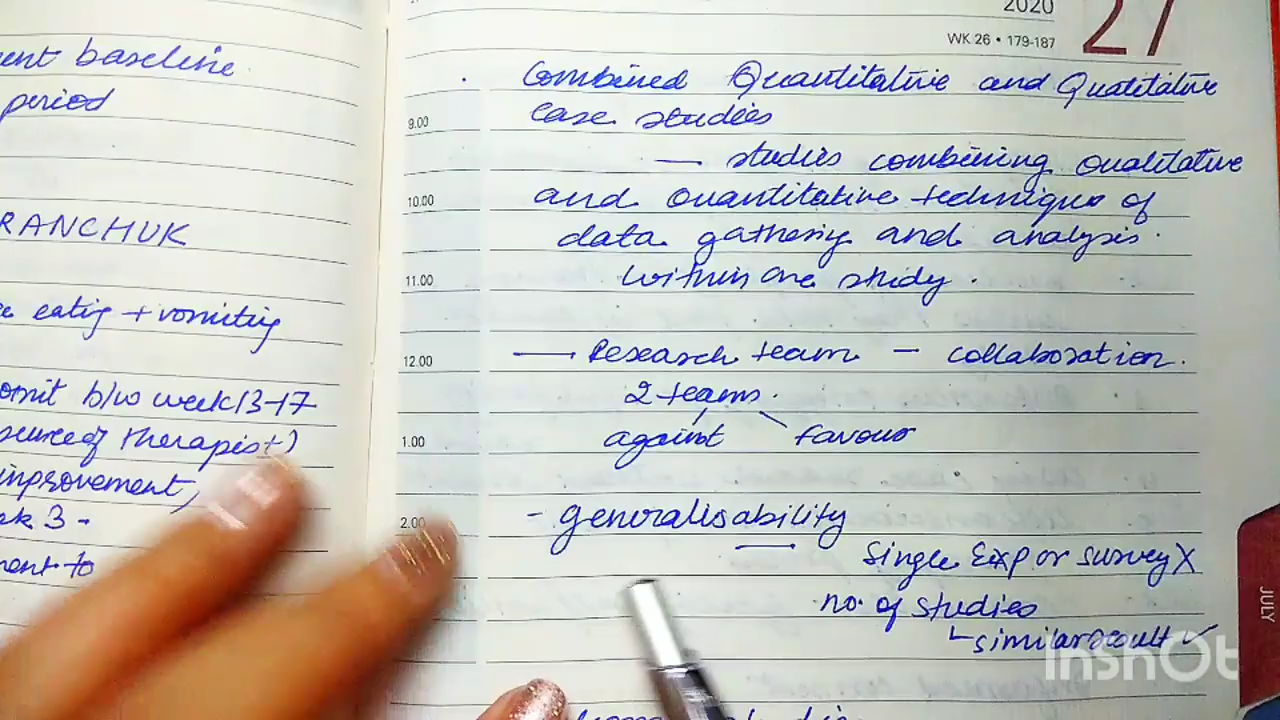 ent baseline
period
RANCHUK
eating + vomiting
omit b/w week 13-17
sence of therapist)
improvement,
ek 3 -
ment to
2020
27
WK 26 • 179-187
Combined Quantitative and Qualitative
9.00
Case studies
— studies combining qualitative
10.00
and quantitative techniques of
data gathering and analysis.
11.00
within one study.
12.00
— Research team — collaboration.
2 teams.
1.00
against favour
2.00
- generalisability
Single Exp or survey X
no. of studies
└ similar result ✓
JULY
InShOt